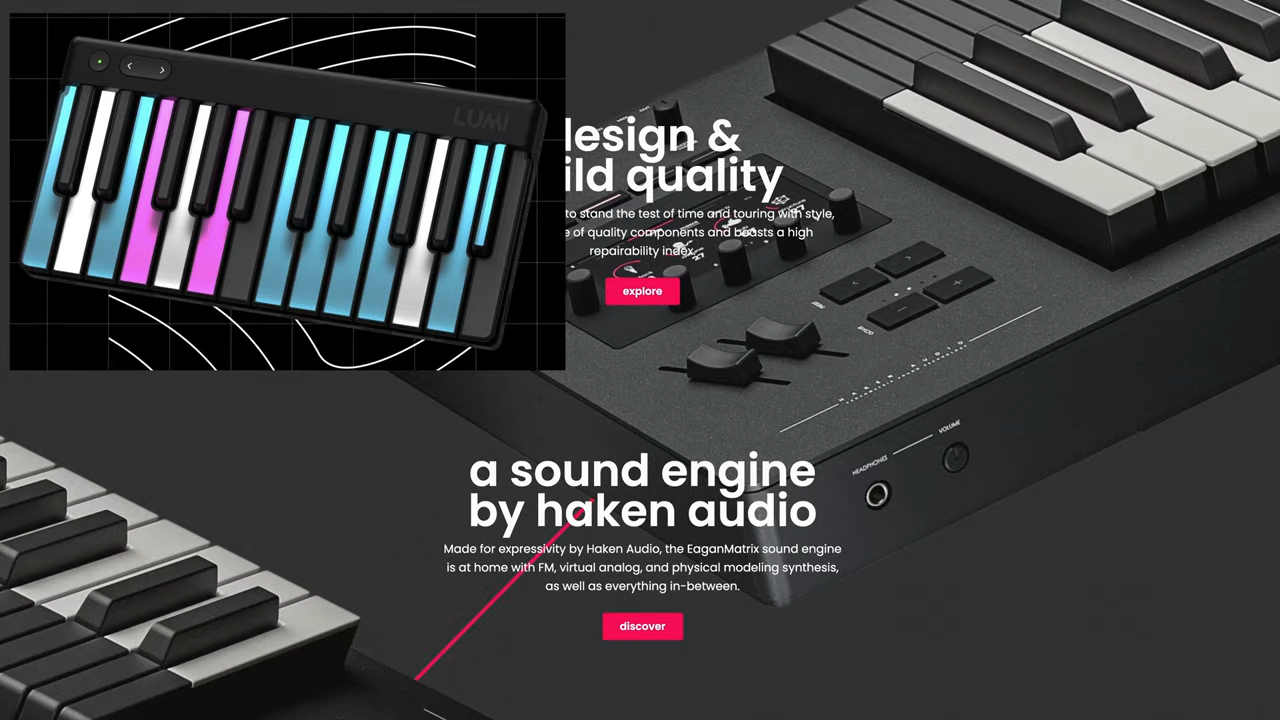 LUMI
design &
ild quality
to stand the test of time and touring with style,
e of quality components and boasts a high
repairability index.
explore
HAKEN AUDIO
HEADPHONES
VOLUME
a sound engine
by haken audio
Made for expressivity by Haken Audio, the EaganMatrix sound engine
is at home with FM, virtual analog, and physical modeling synthesis,
as well as everything in-between.
discover